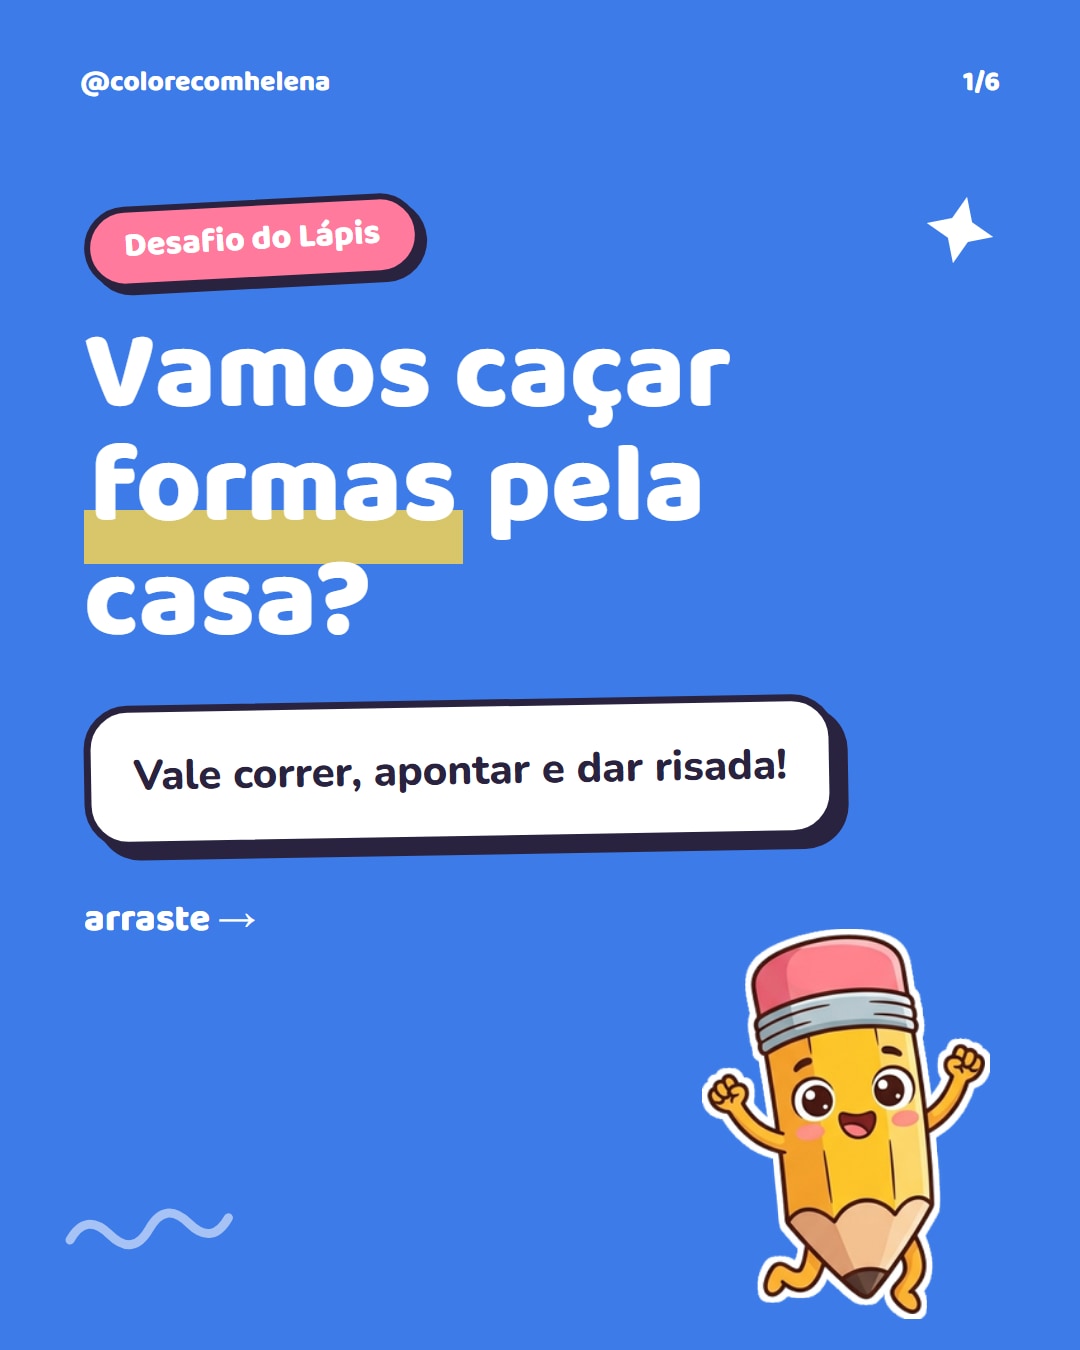 @colorecomhelena
1/6
Desafio do Lápis
Vamos caçar
formas pela
casa?
Vale correr, apontar e dar risada!
arraste →